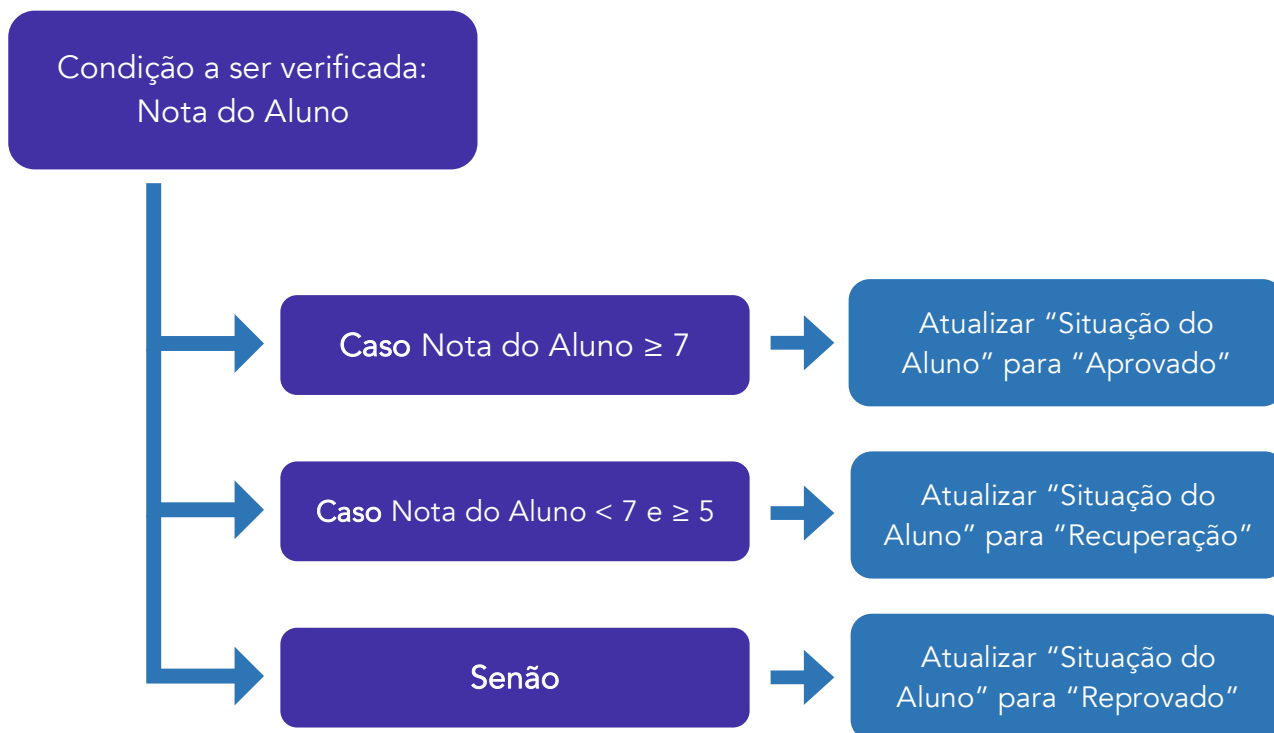 Condição a ser verificada:
Nota do Aluno
Caso Nota do Aluno ≥ 7
Atualizar “Situação do
Aluno” para “Aprovado”
Caso Nota do Aluno < 7 e ≥ 5
Atualizar “Situação do
Aluno” para “Recuperação”
Senão
Atualizar “Situação do
Aluno” para “Reprovado”